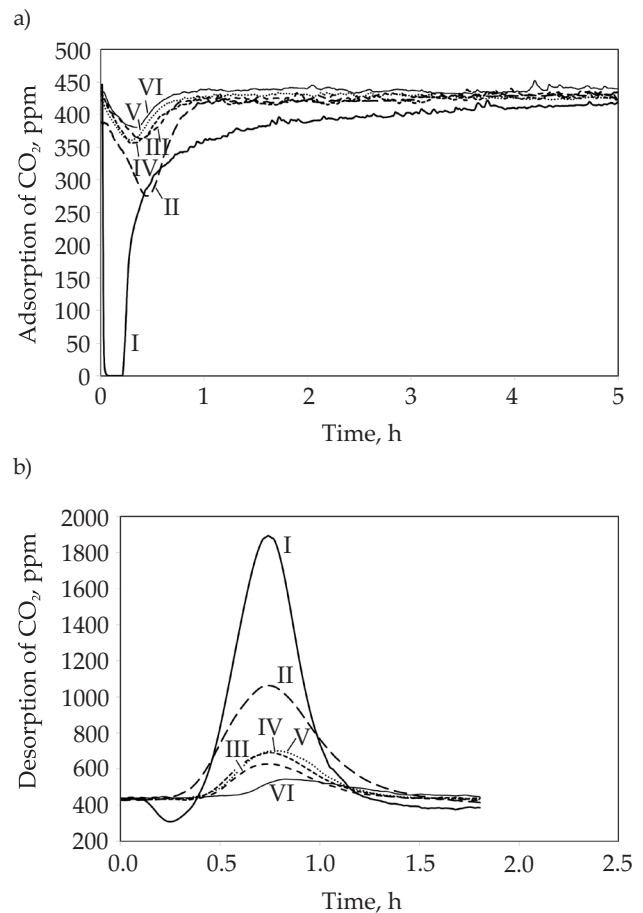 a)
Adsorption of CO₂, ppm
500
450
400
350
300
250
200
150
100
50
0
VI
V
III
IV
II
I
0
1
2
3
4
5
Time, h
b)
Desorption of CO₂, ppm
2000
1800
1600
1400
1200
1000
800
600
400
200
I
II
IV
V
III
VI
0.0
0.5
1.0
1.5
2.0
2.5
Time, h